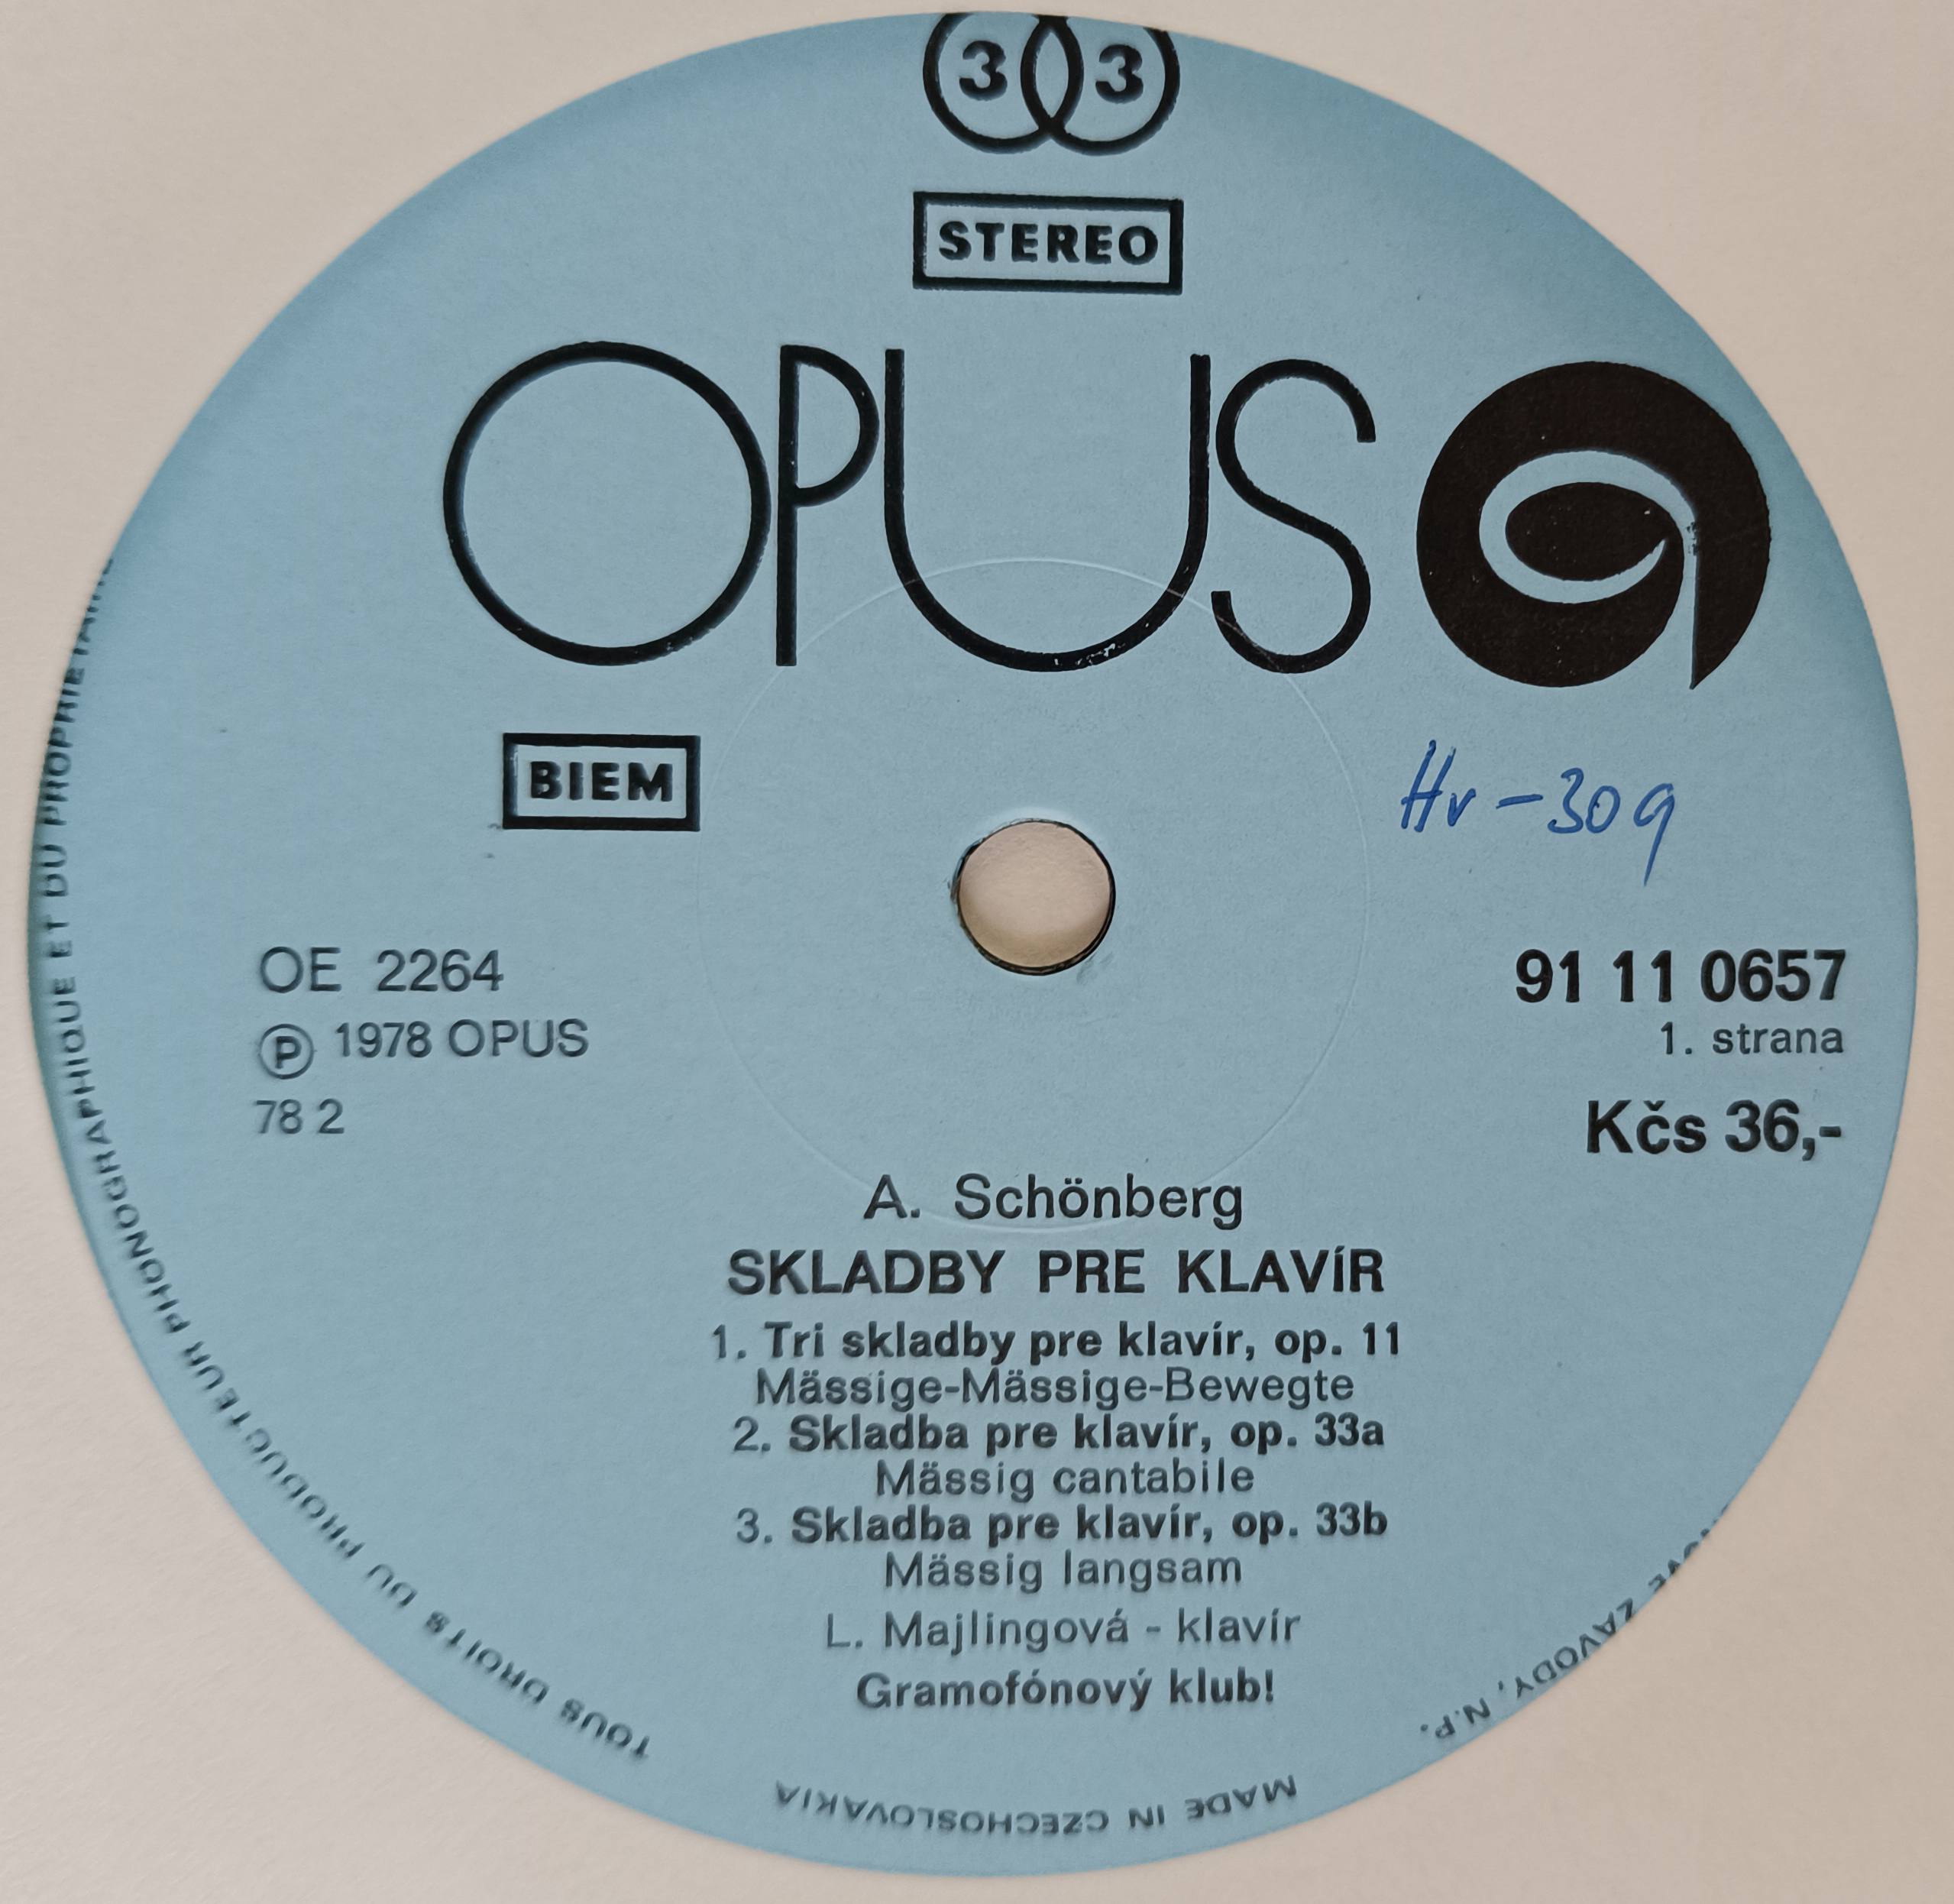 33
STEREO
OPUS
BIEM
Hv-309
OE 2264
℗ 1978 OPUS
78 2
91 11 0657
1. strana
Kčs 36,-
A. Schönberg
SKLADBY PRE KLAVÍR
1. Tri skladby pre klavír, op. 11
Mässige-Mässige-Bewegte
2. Skladba pre klavír, op. 33a
Mässig cantabile
3. Skladba pre klavír, op. 33b
Mässig langsam
L. Majlingová - klavír
Gramofónový klub!
TOUS DROITS DU PRODUCTEUR PHONOGRAPHIQUE ET DU PROPRIETAIRE
ZÁVODY, N.P.
MADE IN CZECHOSLOVAKIA